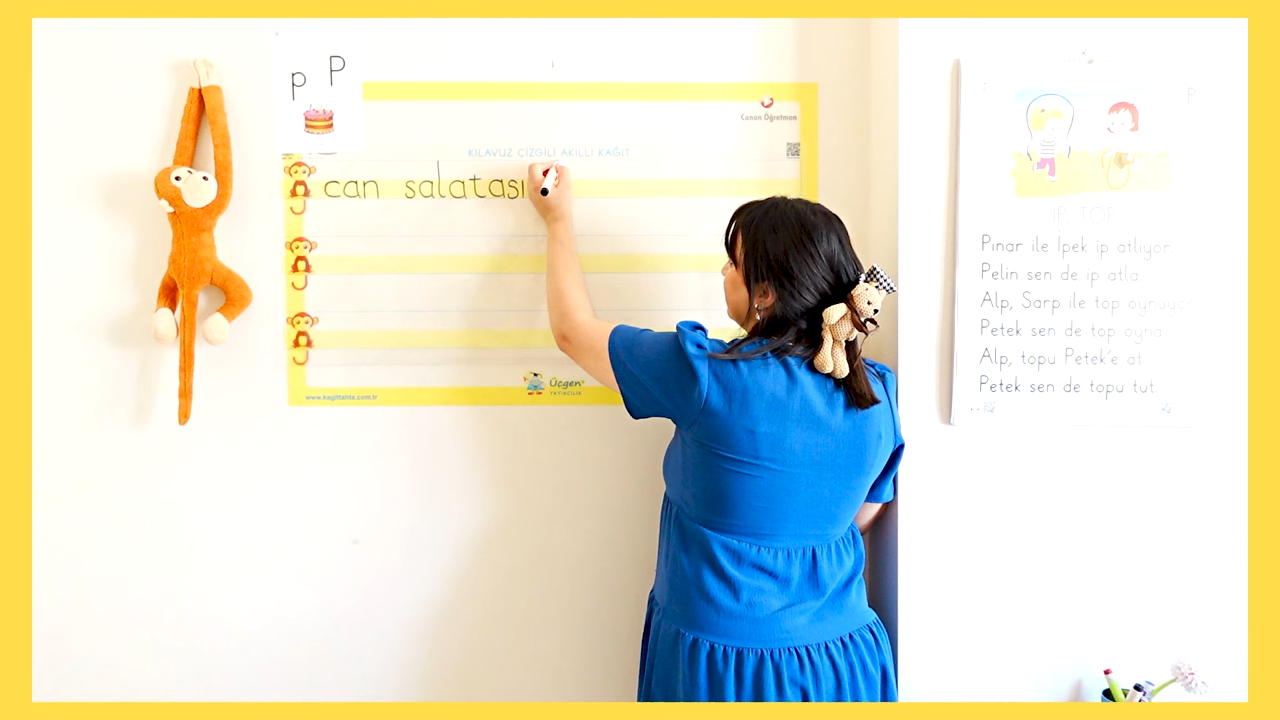 p P
Canan Öğretmen
KILAVUZ ÇİZGİLİ AKILLI KAĞIT
can salatası
www.kagittahta.com.tr
Üçgen
YAYINCILIK
P
İP, TOP
Pınar ile İpek ip atlıyor.
Pelin sen de ip atla.
Alp, Sarp ile top oynuyor.
Petek sen de top oyna.
Alp, topu Petek'e at.
Petek sen de topu tut.